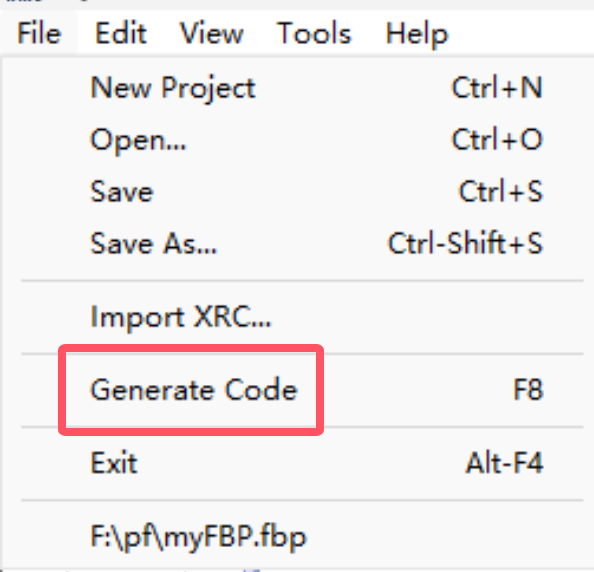 File Edit View Tools Help
New Project Ctrl+N
Open... Ctrl+O
Save Ctrl+S
Save As... Ctrl-Shift+S
Import XRC...
Generate Code F8
Exit Alt-F4
F:\pf\myFBP.fbp